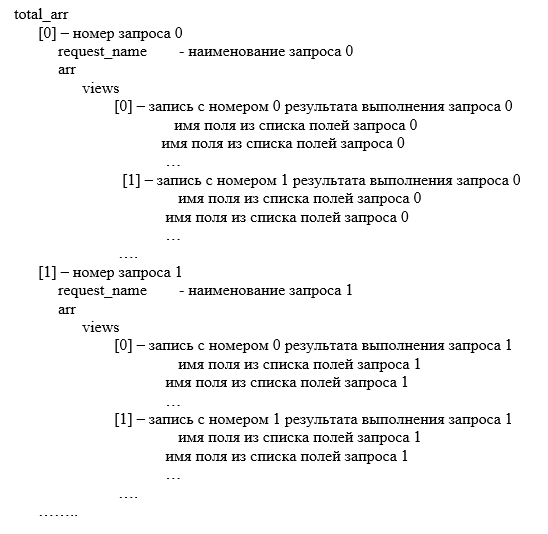 total_arr
[0] – номер запроса 0
request_name - наименование запроса 0
arr
views
[0] – запись с номером 0 результата выполнения запроса 0
имя поля из списка полей запроса 0
имя поля из списка полей запроса 0
…
[1] – запись с номером 1 результата выполнения запроса 0
имя поля из списка полей запроса 0
имя поля из списка полей запроса 0
…
….
[1] – номер запроса 1
request_name - наименование запроса 1
arr
views
[0] – запись с номером 0 результата выполнения запроса 1
имя поля из списка полей запроса 1
имя поля из списка полей запроса 1
…
[1] – запись с номером 1 результата выполнения запроса 1
имя поля из списка полей запроса 1
имя поля из списка полей запроса 1
…
….
……..